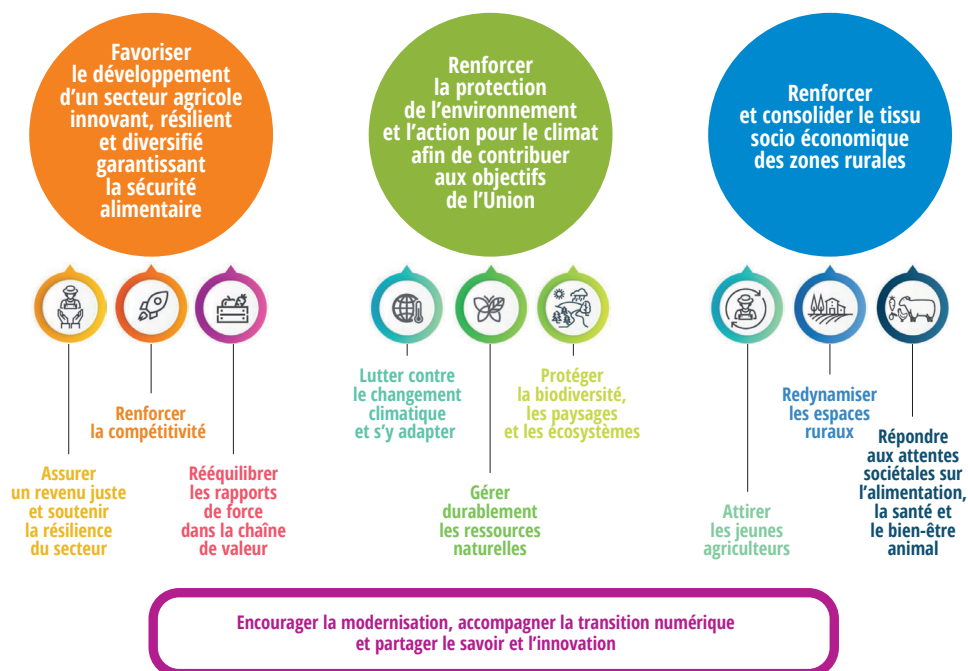 Favoriser
le développement
d'un secteur agricole
innovant, résilient
et diversifié
garantissant
la sécurité
alimentaire
Renforcer
la protection
de l'environnement
et l'action pour le climat
afin de contribuer
aux objectifs
de l'Union
Renforcer
et consolider le tissu
socio économique
des zones rurales
Assurer
un revenu juste
et soutenir
la résilience
du secteur
Renforcer
la compétitivité
Rééquilibrer
les rapports
de force
dans la chaîne
de valeur
Lutter contre
le changement
climatique
et s'y adapter
Gérer
durablement
les ressources
naturelles
Protéger
la biodiversité,
les paysages
et les écosystèmes
Attirer
les jeunes
agriculteurs
Redynamiser
les espaces
ruraux
Répondre
aux attentes
sociétales sur
l'alimentation,
la santé et
le bien-être
animal
Encourager la modernisation, accompagner la transition numérique
et partager le savoir et l'innovation